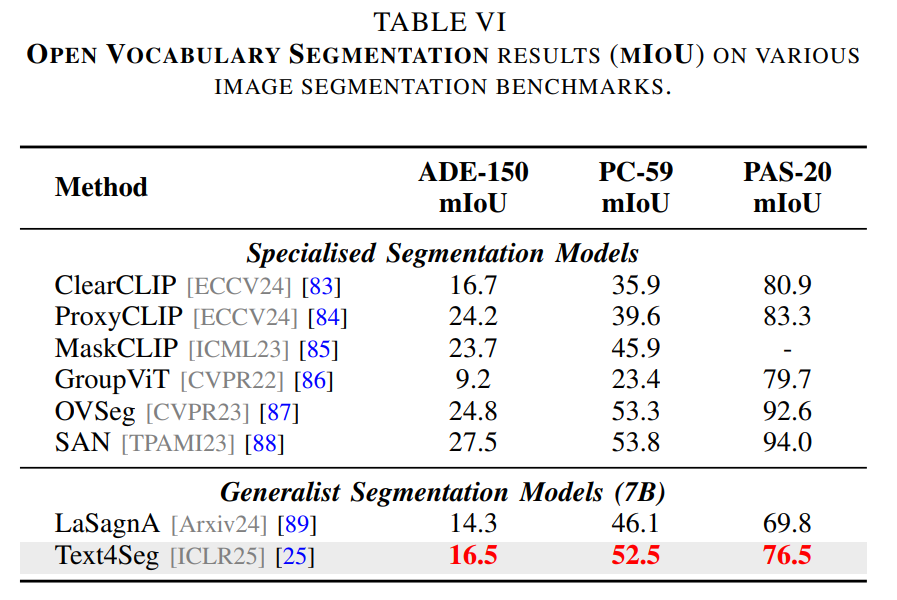 TABLE VI
OPEN VOCABULARY SEGMENTATION RESULTS (MIOU) ON VARIOUS
IMAGE SEGMENTATION BENCHMARKS.
Method ADE-150 mIoU PC-59 mIoU PAS-20 mIoU
Specialised Segmentation Models
ClearCLIP [ECCV24] [83] 16.7 35.9 80.9
ProxyCLIP [ECCV24] [84] 24.2 39.6 83.3
MaskCLIP [ICML23] [85] 23.7 45.9 -
GroupViT [CVPR22] [86] 9.2 23.4 79.7
OVSeg [CVPR23] [87] 24.8 53.3 92.6
SAN [TPAMI23] [88] 27.5 53.8 94.0
Generalist Segmentation Models (7B)
LaSagnA [Arxiv24] [89] 14.3 46.1 69.8
Text4Seg [ICLR25] [25] 16.5 52.5 76.5